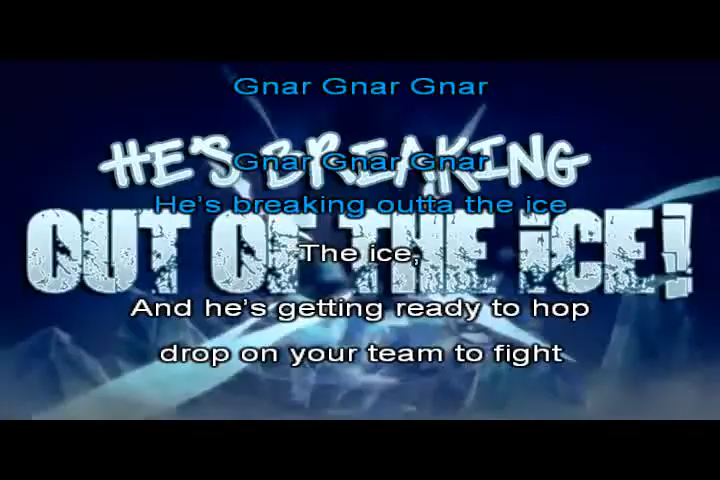 Gnar Gnar Gnar
HE'S BREAKING
Gnar Gnar Gnar
He's breaking outta the ice
OUT OF THE iCE!
The ice,
And he's getting ready to hop
drop on your team to fight